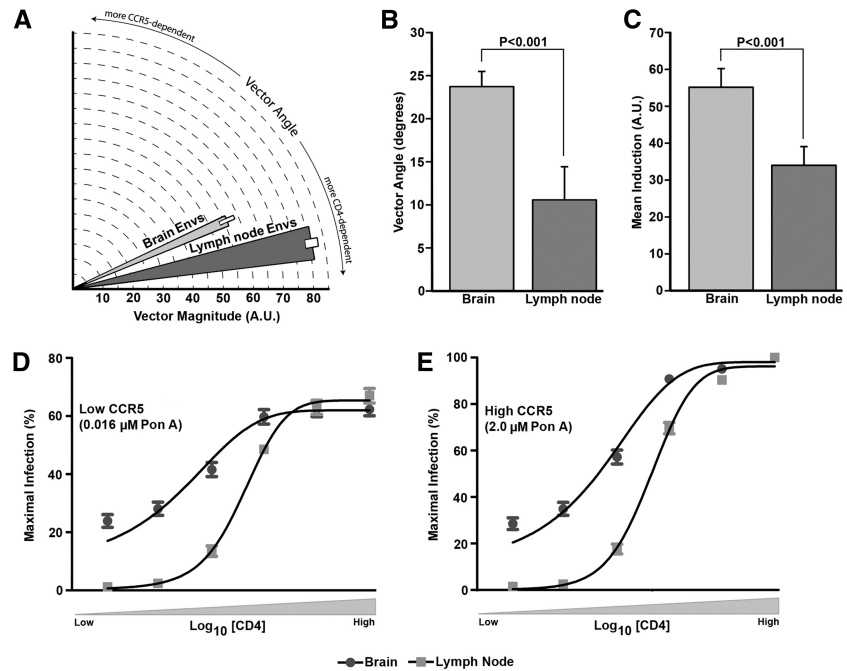 A
more CCR5-dependent
Vector Angle
more CD4-dependent
Brain Envs
Lymph node Envs
10 20 30 40 50 60 70 80
Vector Magnitude (A.U.)
B
30
25
20
15
10
5
0
Vector Angle (degrees)
P<0.001
Brain Lymph node
C
70
60
50
40
30
20
10
0
Mean Induction (A.U.)
P<0.001
Brain Lymph node
D
80
60
40
20
0
Maximal Infection (%)
Low CCR5
(0.016 µM Pon A)
Low High
Log10 [CD4]
E
100
80
60
40
20
0
Maximal Infection (%)
High CCR5
(2.0 µM Pon A)
Low High
Log10 [CD4]
Brain Lymph Node